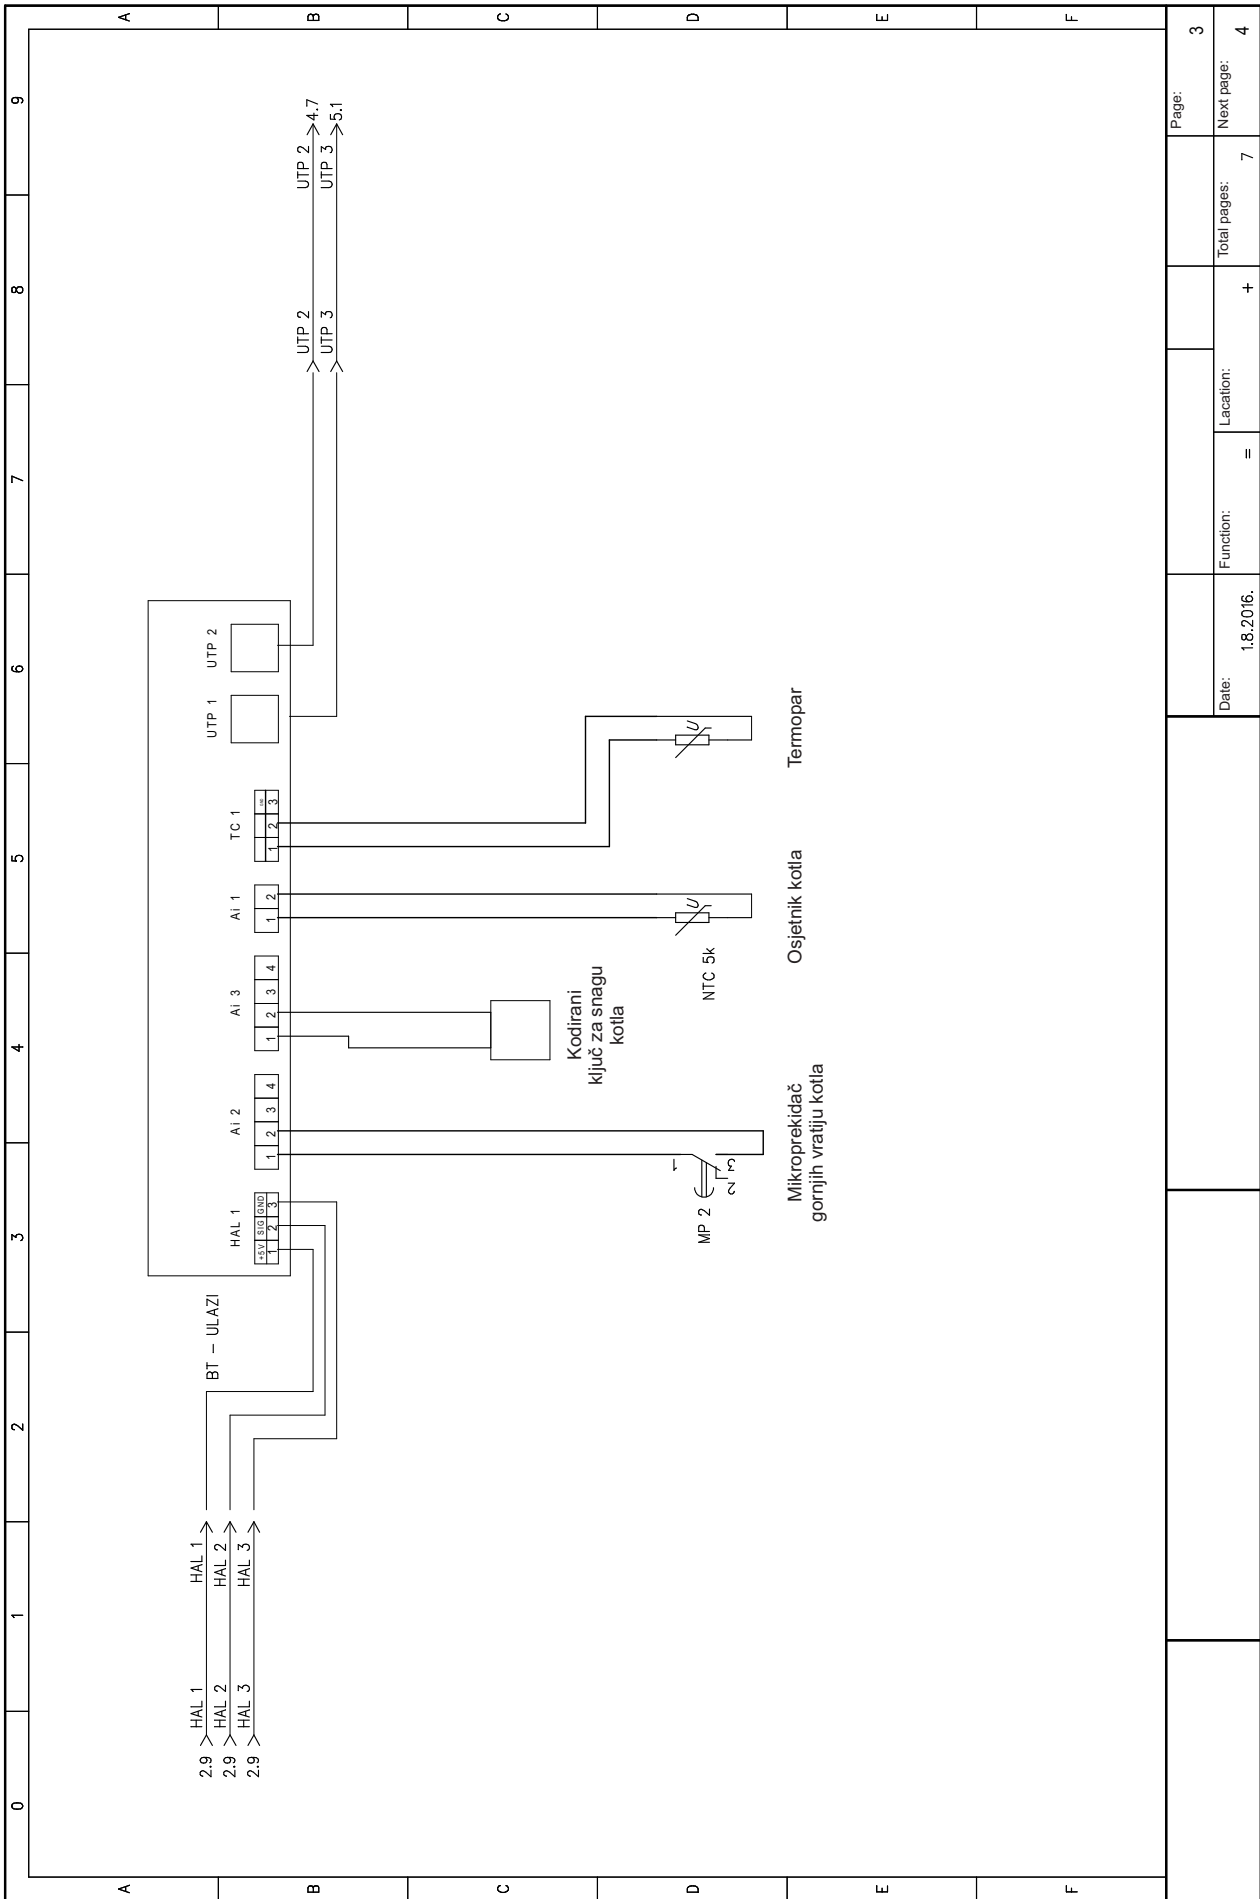 0 1 2 3 4 5 6 7 8 9
A A
B B
C C
D D
E E
F F
2.9 HAL 1 HAL 1
2.9 HAL 2 HAL 2
2.9 HAL 3 HAL 3
BT - ULAZI
HAL 1
+5V SIG GND
1 2 3
Ai 2
1 2 3 4
Ai 3
1 2 3 4
Ai 1
1 2
TC 1
GND
1 2 3
UTP 1
UTP 2
UTP 2 UTP 2 4.7
UTP 3 UTP 3 5.1
Kodirani
ključ za snagu
kotla
MP 2
1
2
3
NTC 5k
U
U
Mikroprekidač
gornjih vratiju kotla
Osjetnik kotla
Termopar
Page: 3
Date: 1.8.2016.
Function: =
Lacation: +
Total pages: 7
Next page: 4